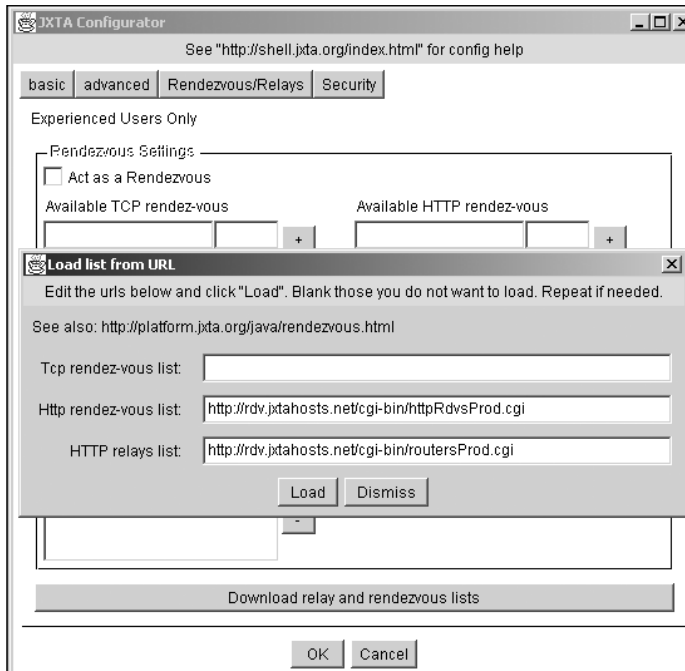 JXTA Configurator
See "http://shell.jxta.org/index.html" for config help
basic advanced Rendezvous/Relays Security
Experienced Users Only
Rendezvous Settings
Act as a Rendezvous
Available TCP rendez-vous Available HTTP rendez-vous
+ +
Load list from URL
Edit the urls below and click "Load". Blank those you do not want to load. Repeat if needed.
See also: http://platform.jxta.org/java/rendezvous.html
Tcp rendez-vous list:
Http rendez-vous list: http://rdv.jxtahosts.net/cgi-bin/httpRdvsProd.cgi
HTTP relays list: http://rdv.jxtahosts.net/cgi-bin/routersProd.cgi
Load Dismiss
-
Download relay and rendezvous lists
OK Cancel